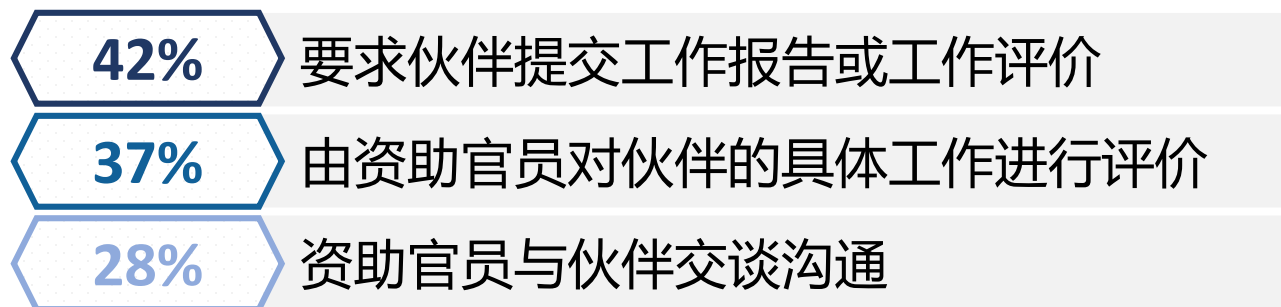 42% 要求伙伴提交工作报告或工作评价
37% 由资助官员对伙伴的具体工作进行评价
28% 资助官员与伙伴交谈沟通